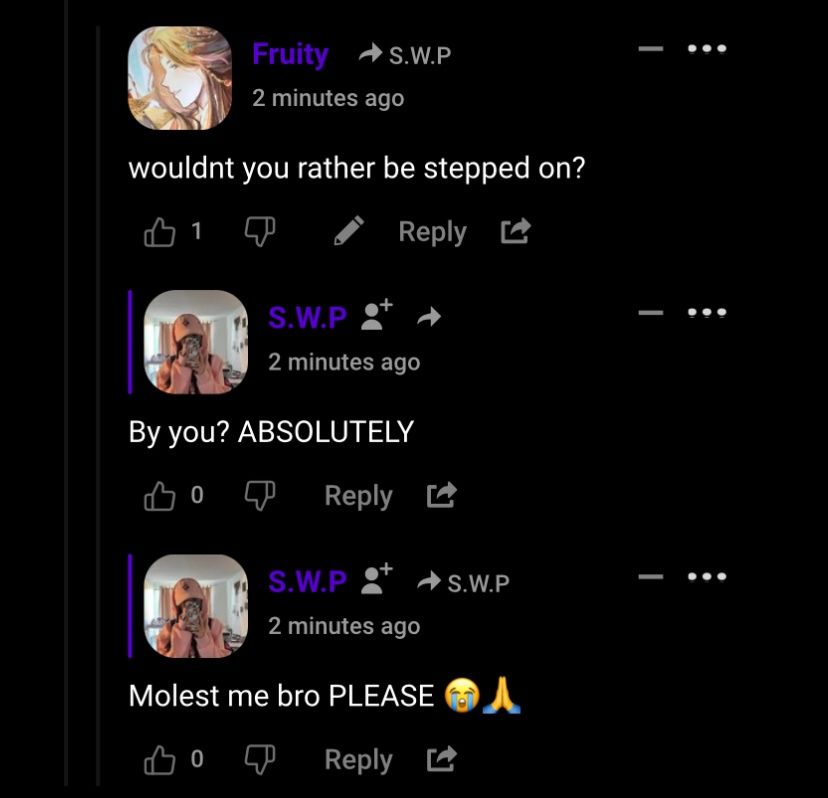 Fruity S.W.P
2 minutes ago
wouldnt you rather be stepped on?
1 Reply
S.W.P
2 minutes ago
By you? ABSOLUTELY
0 Reply
S.W.P S.W.P
2 minutes ago
Molest me bro PLEASE 😭🙏
0 Reply